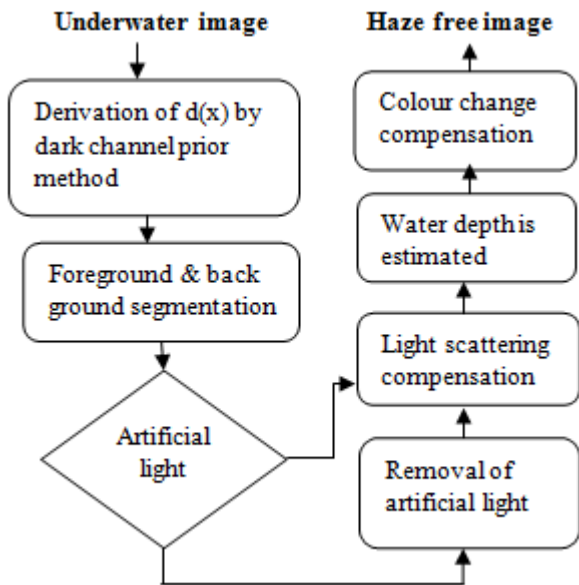 Underwater image
Derivation of d(x) by
dark channel prior
method
Foreground & back
ground segmentation
Artificial
light
Haze free image
Colour change
compensation
Water depth is
estimated
Light scattering
compensation
Removal of
artificial light